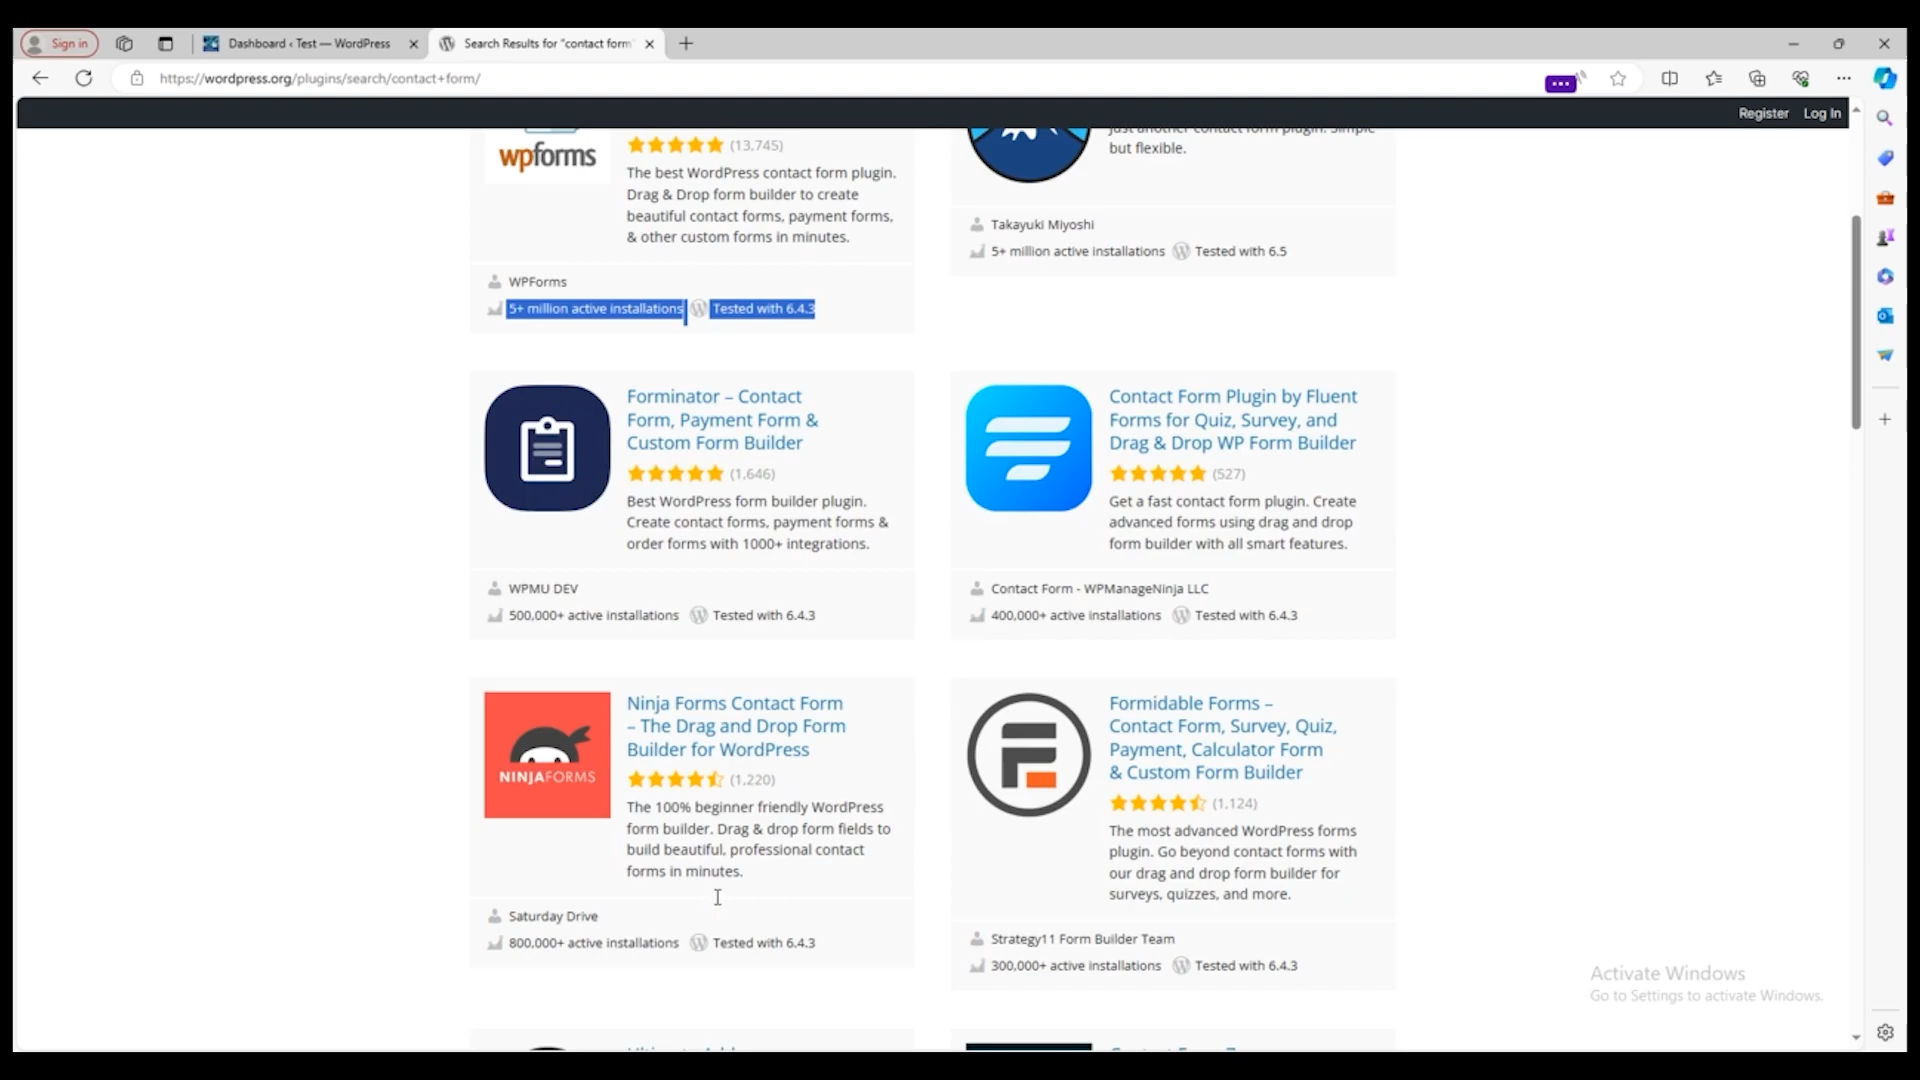 Sign in
Dashboard ‹ Test — WordPress
Search Results for "contact form"
https://wordpress.org/plugins/search/contact+form/
Register Log In
wpforms
(13,745)
The best WordPress contact form plugin.
Drag & Drop form builder to create
beautiful contact forms, payment forms,
& other custom forms in minutes.
WPForms
5+ million active installations Tested with 6.4.3
Just another contact form plugin. Simple
but flexible.
Takayuki Miyoshi
5+ million active installations Tested with 6.5
Forminator – Contact
Form, Payment Form &
Custom Form Builder
(1,646)
Best WordPress form builder plugin.
Create contact forms, payment forms &
order forms with 1000+ integrations.
WPMU DEV
500,000+ active installations Tested with 6.4.3
Contact Form Plugin by Fluent
Forms for Quiz, Survey, and
Drag & Drop WP Form Builder
(527)
Get a fast contact form plugin. Create
advanced forms using drag and drop
form builder with all smart features.
Contact Form - WPManageNinja LLC
400,000+ active installations Tested with 6.4.3
NINJAFORMS
Ninja Forms Contact Form
– The Drag and Drop Form
Builder for WordPress
(1,220)
The 100% beginner friendly WordPress
form builder. Drag & drop form fields to
build beautiful, professional contact
forms in minutes.
Saturday Drive
800,000+ active installations Tested with 6.4.3
Formidable Forms –
Contact Form, Survey, Quiz,
Payment, Calculator Form
& Custom Form Builder
(1,124)
The most advanced WordPress forms
plugin. Go beyond contact forms with
our drag and drop form builder for
surveys, quizzes, and more.
Strategy11 Form Builder Team
300,000+ active installations Tested with 6.4.3
Activate Windows
Go to Settings to activate Windows.